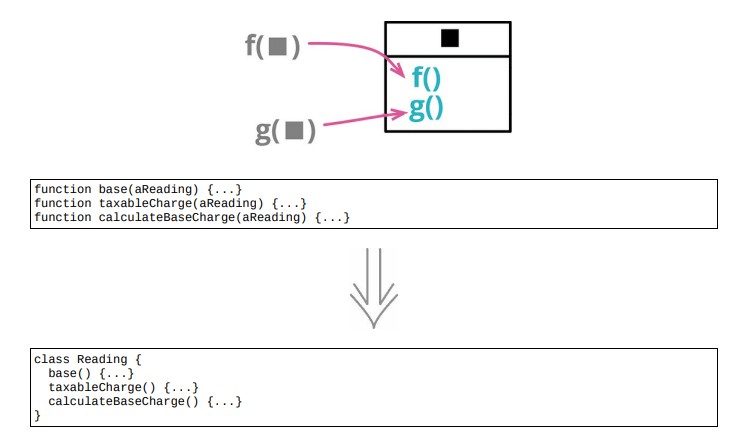 f(■)
f()
g()
g(■)
function base(aReading) {...}
function taxableCharge(aReading) {...}
function calculateBaseCharge(aReading) {...}
class Reading {
  base() {...}
  taxableCharge() {...}
  calculateBaseCharge() {...}
}